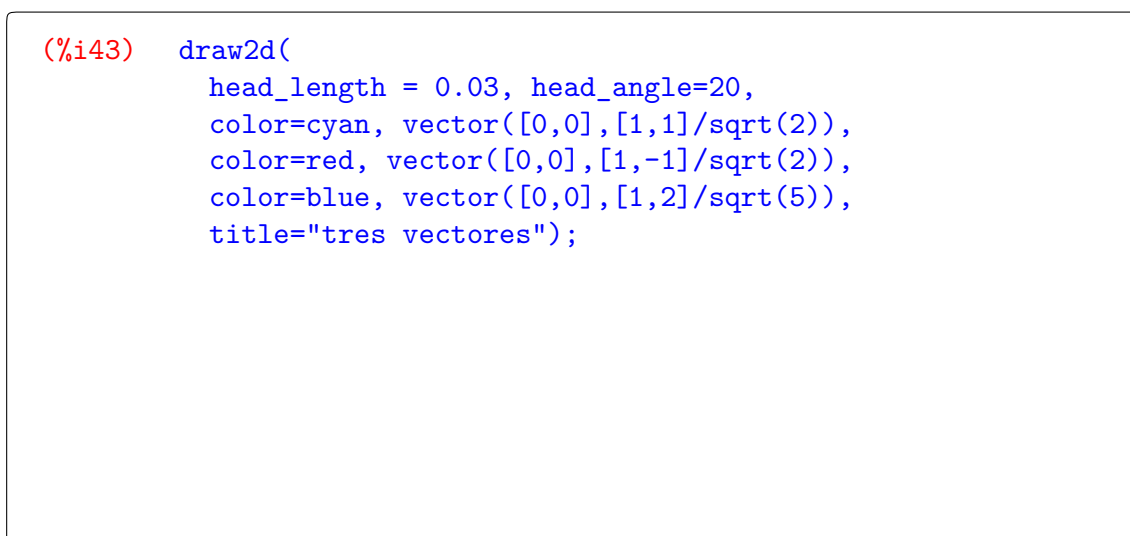 (%i43) draw2d(
head_length = 0.03, head_angle=20,
color=cyan, vector([0,0],[1,1]/sqrt(2)),
color=red, vector([0,0],[1,-1]/sqrt(2)),
color=blue, vector([0,0],[1,2]/sqrt(5)),
title="tres vectores");